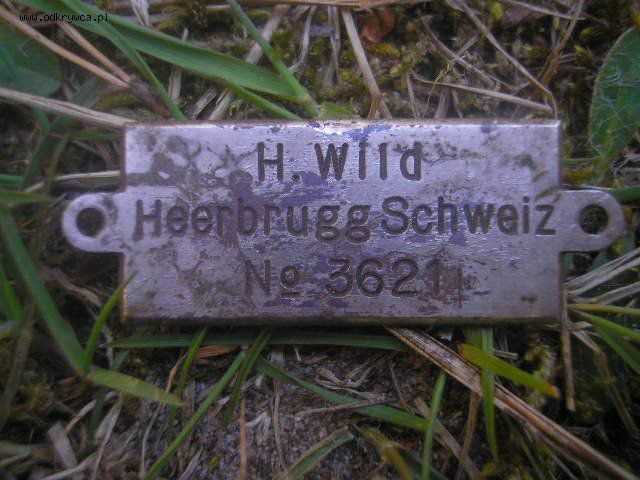 www.odkrywca.pl
H. Wild
Heerbrugg Schweiz
No 3621